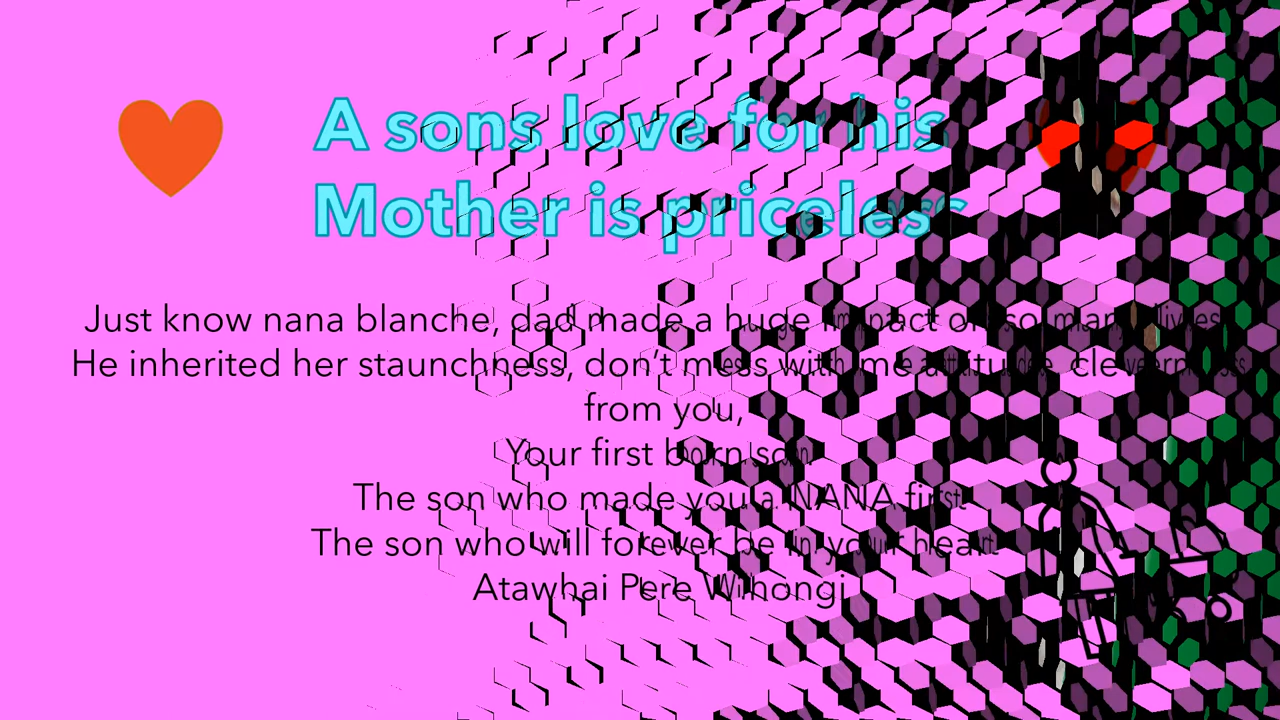 A sons love for his
Mother is priceless
Just know nana blanche, dad made a huge impact on so many lives
He inherited her staunchness, don't mess with me attitude, cleverness
from you,
Your first born son
The son who made you a NANA first
The son who will forever be in your heart
Atawhai Pere Wihongi